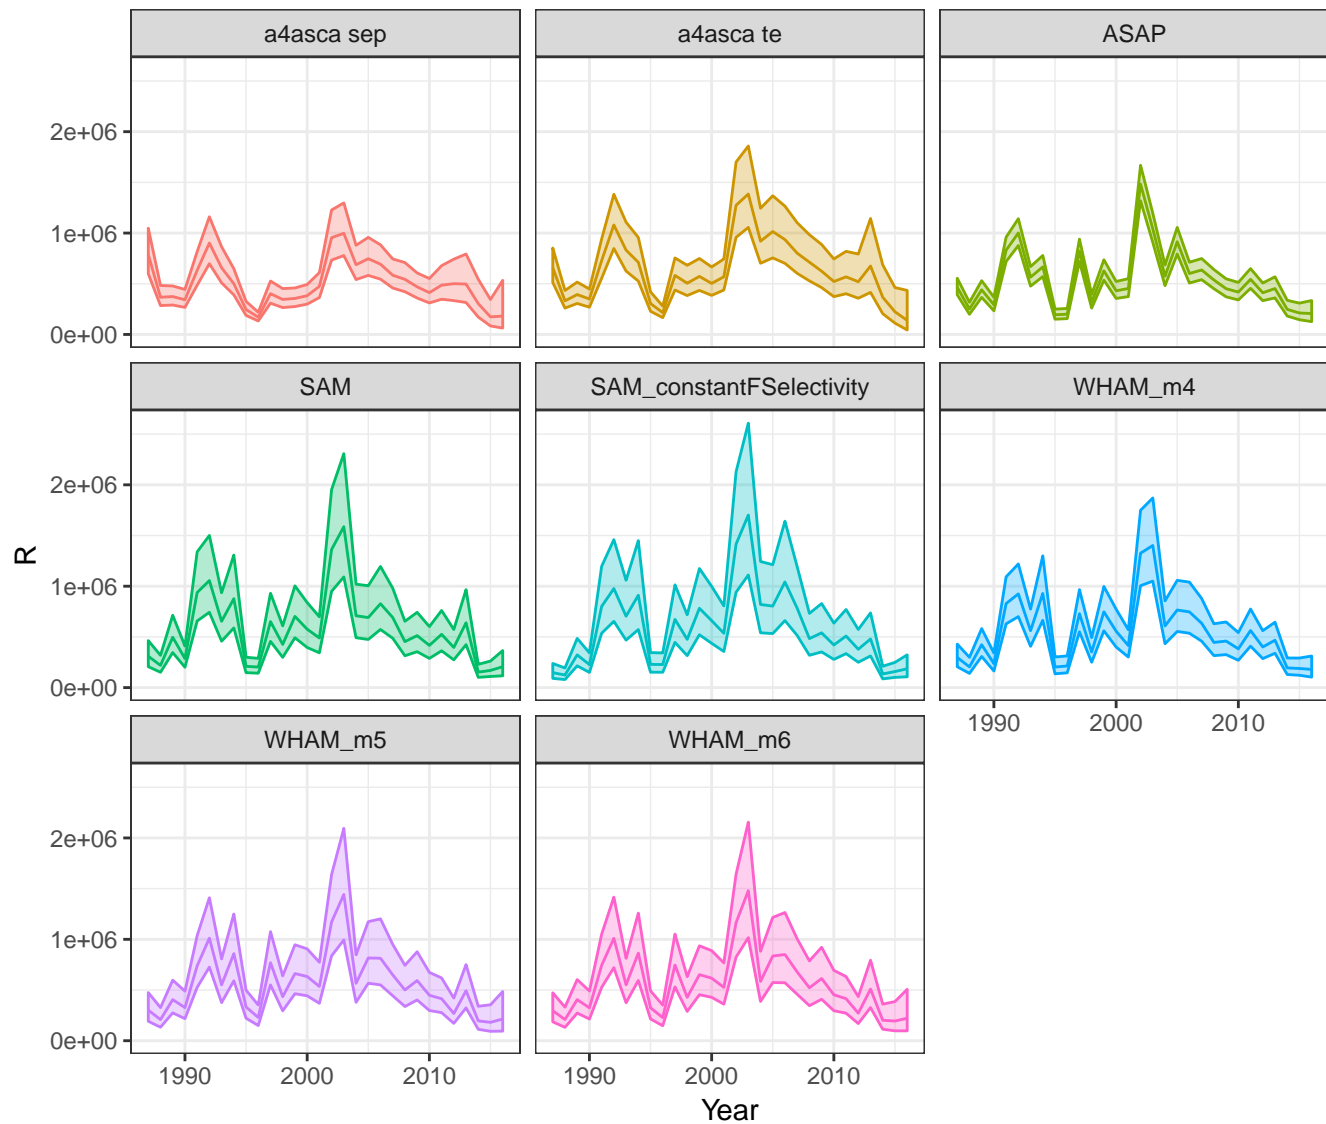 a4asca sep
a4asca te
ASAP
2e+06
1e+06
0e+00
SAM
SAM_constantFSelectivity
WHAM_m4
2e+06
1e+06
0e+00
1990
2000
2010
WHAM_m5
WHAM_m6
2e+06
1e+06
0e+00
1990
2000
2010
1990
2000
2010
R
Year